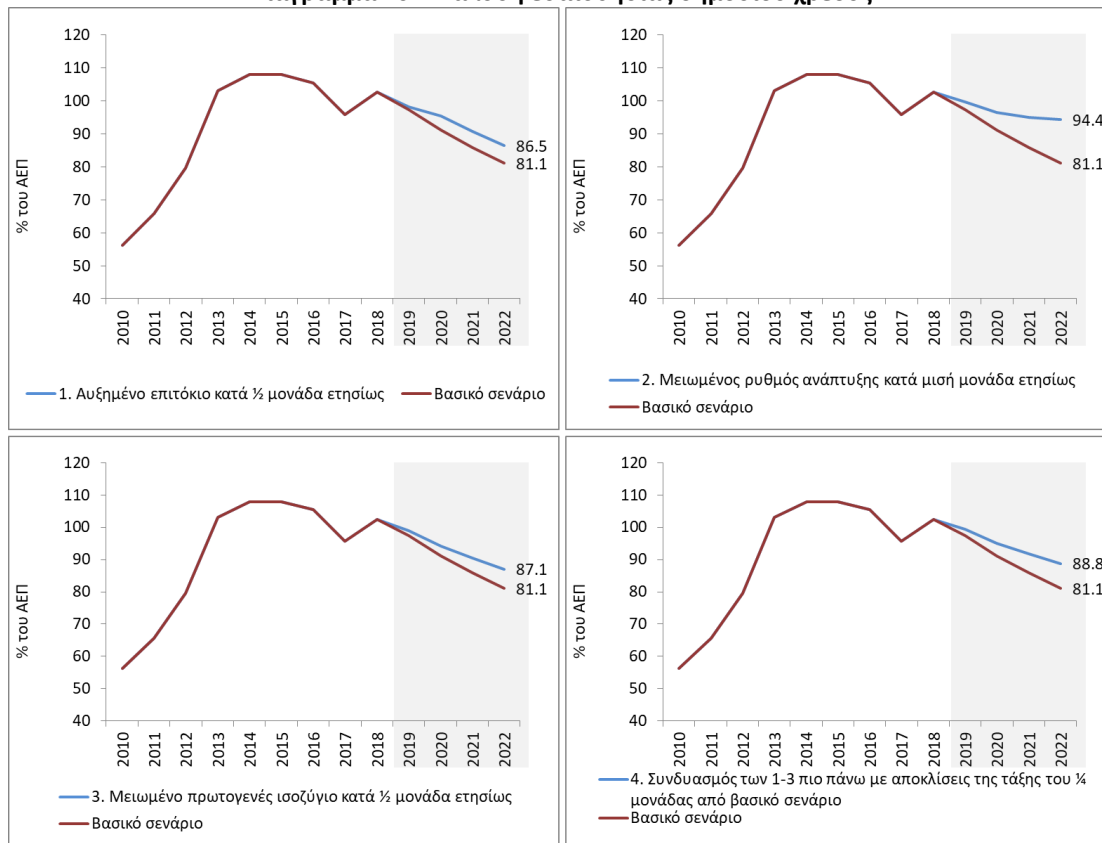 % του ΑΕΠ
120
110
100
90
80
70
60
50
40
86.5
81.1
2010 2011 2012 2013 2014 2015 2016 2017 2018 2019 2020 2021 2022
1. Αυξημένο επιτόκιο κατά ½ μονάδα ετησίως
Βασικό σενάριο
% του ΑΕΠ
120
110
100
90
80
70
60
50
40
94.4
81.1
2010 2011 2012 2013 2014 2015 2016 2017 2018 2019 2020 2021 2022
2. Μειωμένος ρυθμός ανάπτυξης κατά μισή μονάδα ετησίως
Βασικό σενάριο
% του ΑΕΠ
120
110
100
90
80
70
60
50
40
87.1
81.1
2010 2011 2012 2013 2014 2015 2016 2017 2018 2019 2020 2021 2022
3. Μειωμένο πρωτογενές ισοζύγιο κατά ½ μονάδα ετησίως
Βασικό σενάριο
% του ΑΕΠ
120
110
100
90
80
70
60
50
40
88.8
81.1
2010 2011 2012 2013 2014 2015 2016 2017 2018 2019 2020 2021 2022
4. Συνδυασμός των 1-3 πιο πάνω με αποκλίσεις της τάξης του ¼
μονάδας από βασικό σενάριο
Βασικό σενάριο